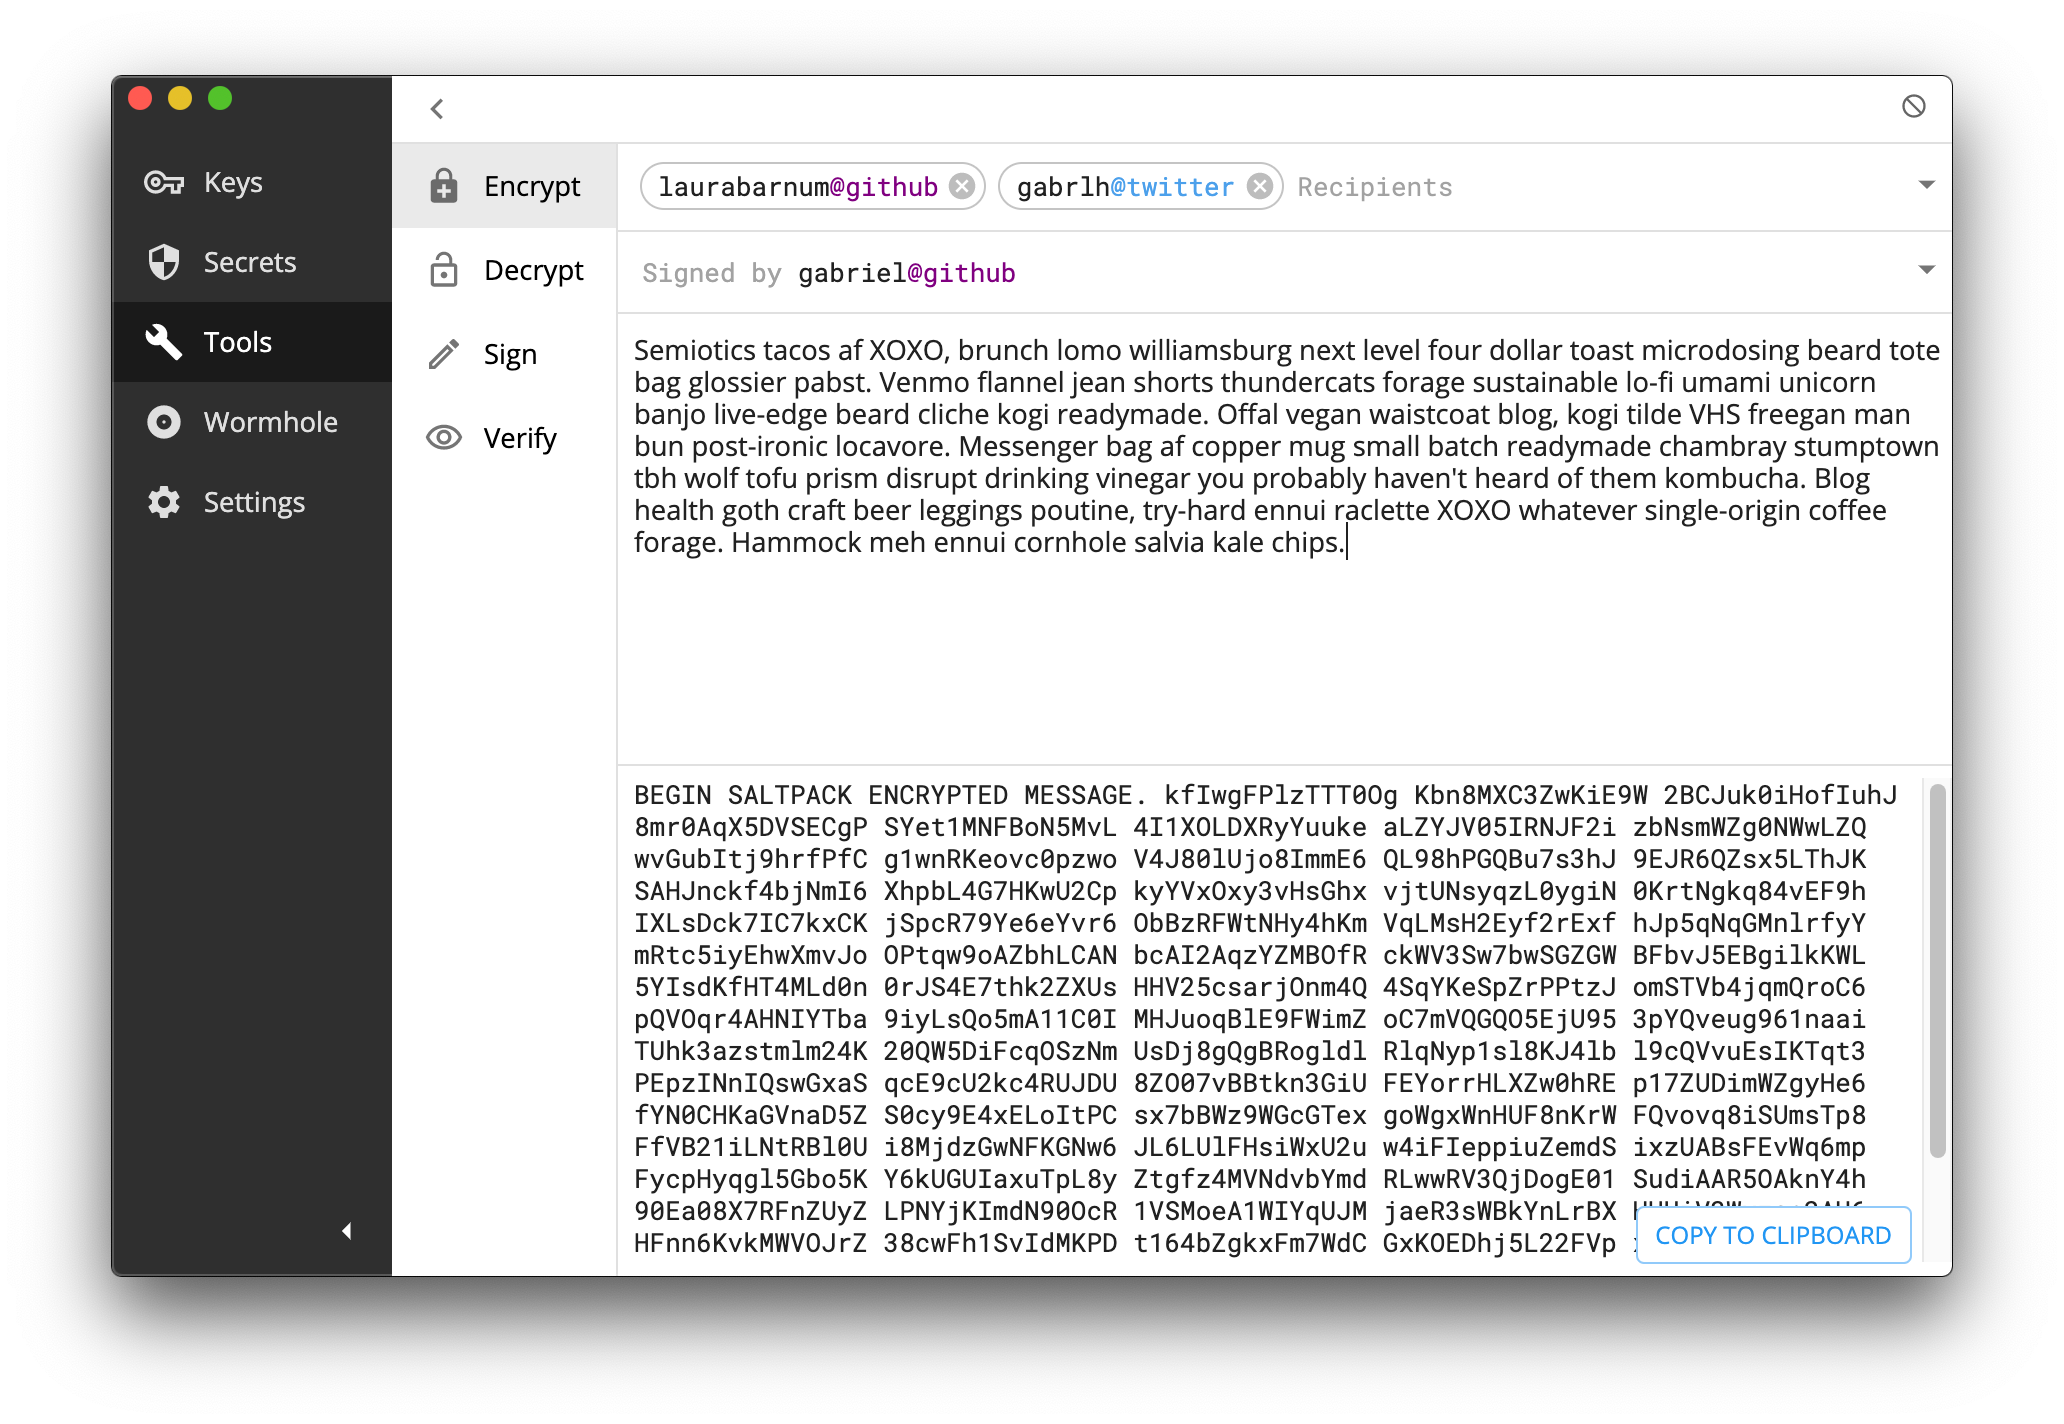 Keys
Secrets
Tools
Wormhole
Settings
Encrypt
Decrypt
Sign
Verify
laurabarnum@github gabrlh@twitter Recipients
Signed by gabriel@github
Semiotics tacos af XOXO, brunch lomo williamsburg next level four dollar toast microdosing beard tote
bag glossier pabst. Venmo flannel jean shorts thundercats forage sustainable lo-fi umami unicorn
banjo live-edge beard cliche kogi readymade. Offal vegan waistcoat blog, kogi tilde VHS freegan man
bun post-ironic locavore. Messenger bag af copper mug small batch readymade chambray stumptown
tbh wolf tofu prism disrupt drinking vinegar you probably haven't heard of them kombucha. Blog
health goth craft beer leggings poutine, try-hard ennui raclette XOXO whatever single-origin coffee
forage. Hammock meh ennui cornhole salvia kale chips.
BEGIN SALTPACK ENCRYPTED MESSAGE. kfIwgFPlzTTT0Og Kbn8MXC3ZwKiE9W 2BCJuk0iHofIuhJ
8mr0AqX5DVSECgP SYet1MNFBoN5MvL 4I1XOLDXRyYuuke aLZYJV05IRNJF2i zbNsmWZg0NWwLZQ
wvGubItj9hrfPfC g1wnRKeovc0pzwo V4J80lUjo8ImmE6 QL98hPGQBu7s3hJ 9EJR6QZsx5LThJK
SAHJnckf4bjNmI6 XhpbL4G7HKwU2Cp kyYVxOxy3vHsGhx vjtUNsyqzL0ygiN 0KrtNgkq84vEF9h
IXLsDck7IC7kxCK jSpcR79Ye6eYvr6 ObBzRFWtNHy4hKm VqLMsH2Eyf2rExf hJp5qNqGMnlrfyY
mRtc5iyEhwXmvJo OPtqw9oAZbhLCAN bcAI2AqzYZMBOfR ckWV3Sw7bwSGZGW BFbvJ5EBgilkKWL
5YIsdKfHT4MLd0n 0rJS4E7thk2ZXUs HHV25csarjOnm4Q 4SqYKeSpZrPPtzJ omSTVb4jqmQroC6
pQVOqr4AHNIYTba 9iyLsQo5mA11C0I MHJuoqBlE9FWimZ oC7mVQGQO5EjU95 3pYQveug961naai
TUhk3azstmlm24K 20QW5DiFcqOSzNm UsDj8gQgBRogldl RlqNyp1sl8KJ4lb l9cQVvuEsIKTqt3
PEpzINnIQswGxaS qcE9cU2kc4RUJDU 8ZO07vBBtkn3GiU FEYorrHLXZw0hRE p17ZUDimWZgyHe6
fYN0CHKaGVnaD5Z S0cy9E4xELoItPC sx7bBWz9WGcGTex goWgxWnHUF8nKrW FQvovq8iSUmsTp8
FfVB21iLNtRBl0U i8MjdzGwNFKGNw6 JL6LUlFHsiWxU2u w4iFIeppiuZemdS ixzUABsFEvWq6mp
FycpHyqgl5Gbo5K Y6kUGUIaxuTpL8y Ztgfz4MVNdvbYmd RLwwRV3QjDogE01 SudiAAR5OAknY4h
90Ea08X7RFnZUyZ LPNYjKImdN90OcR 1VSMoeA1WIYqUJM jaeR3sWBkYnLrBX
HFnn6KvkMWVOJrZ 38cwFh1SvIdMKPD t164bZgkxFm7WdC GxKOEDhj5L22FVp
COPY TO CLIPBOARD